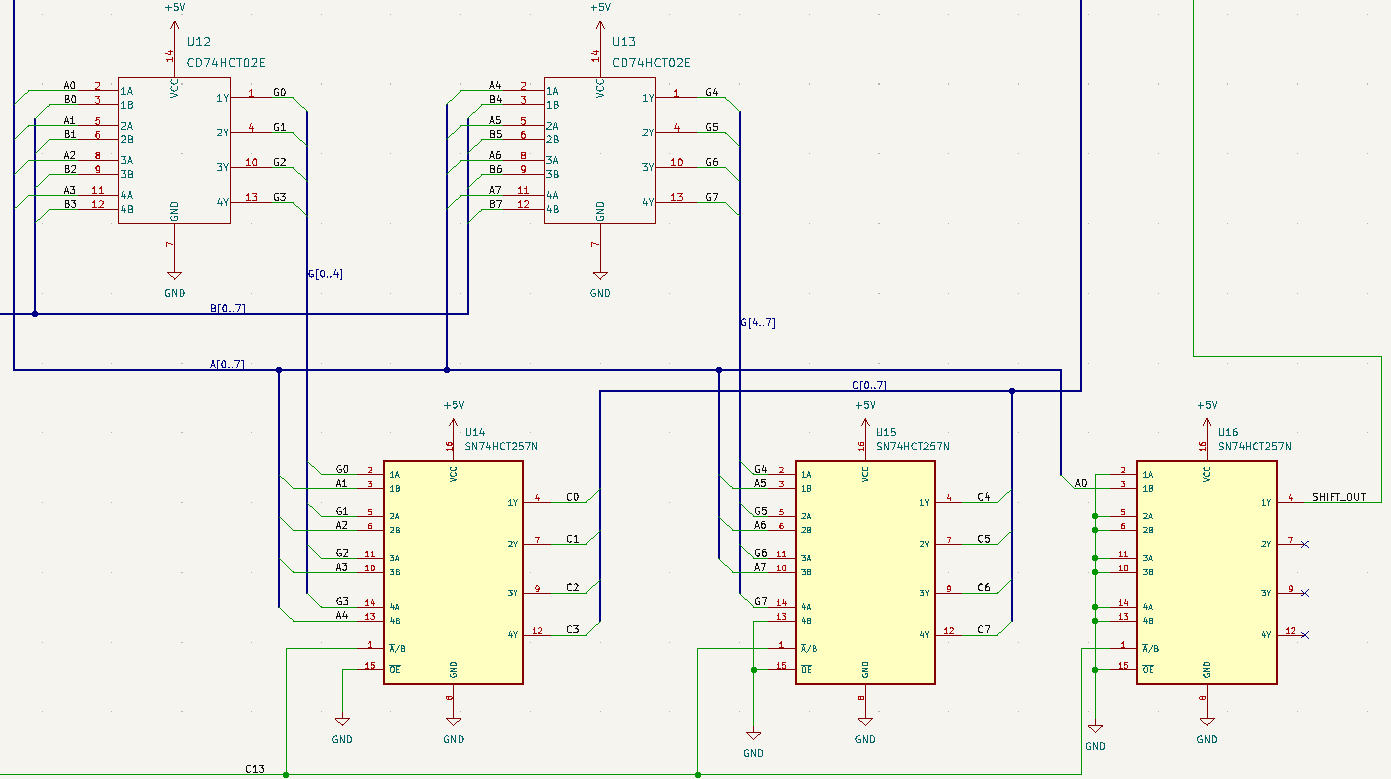 +5V
U12
CD74HCT02E
14
VCC
A0 2 1A
B0 3 1B
A1 5 2A
B1 6 2B
A2 8 3A
B2 9 3B
A3 11 4A
B3 12 4B
1Y 1 G0
2Y 4 G1
3Y 10 G2
4Y 13 G3
GND
7
GND
+5V
U13
CD74HCT02E
14
VCC
A4 2 1A
B4 3 1B
A5 5 2A
B5 6 2B
A6 8 3A
B6 9 3B
A7 11 4A
B7 12 4B
1Y 1 G4
2Y 4 G5
3Y 10 G6
4Y 13 G7
GND
7
GND
G[0..4]
B[0..7]
G[4..7]
A[0..7]
C[0..7]
+5V
U14
SN74HCT257N
16
VCC
G0 2 1A
A1 3 1B
G1 5 2A
A2 6 2B
G2 11 3A
A3 10 3B
G3 14 4A
A4 13 4B
1 A/B
15 OE
1Y 4 C0
2Y 7 C1
3Y 9 C2
4Y 12 C3
GND
8
GND
GND
+5V
U15
SN74HCT257N
16
VCC
G4 2 1A
A5 3 1B
G5 5 2A
A6 6 2B
G6 11 3A
A7 10 3B
G7 14 4A
13 4B
1 A/B
15 OE
1Y 4 C4
2Y 7 C5
3Y 9 C6
4Y 12 C7
GND
8
GND
GND
+5V
U16
SN74HCT257N
16
VCC
2 1A
A0 3 1B
5 2A
6 2B
11 3A
10 3B
14 4A
13 4B
1 A/B
15 OE
1Y 4 SHIFT_OUT
2Y 7
3Y 9
4Y 12
GND
8
GND
GND
C13